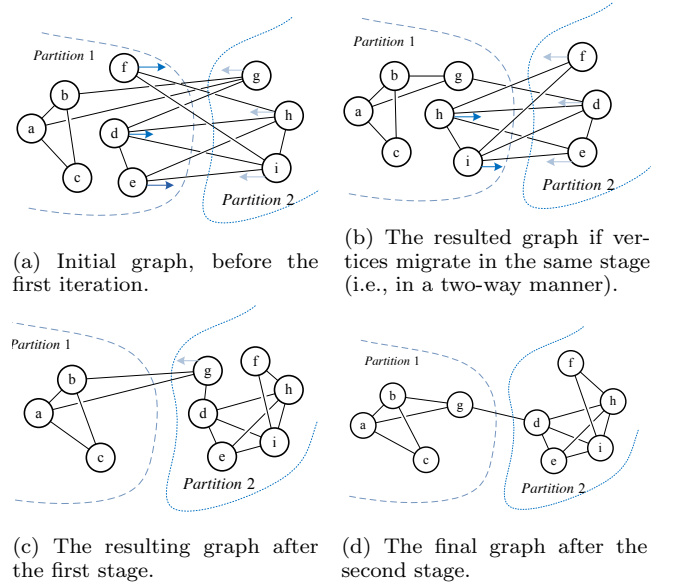 Partition 1
f
g
b
a
h
d
c
e
i
Partition 2
(a) Initial graph, before the
first iteration.
Partition 1
f
b
g
a
h
d
c
i
e
Partition 2
(b) The resulted graph if ver-
tices migrate in the same stage
(i.e., in a two-way manner).
Partition 1
f
g
b
h
a
d
i
c
e
Partition 2
(c) The resulting graph after
the first stage.
Partition 1
f
b
g
h
a
d
i
c
e
Partition 2
(d) The final graph after the
second stage.